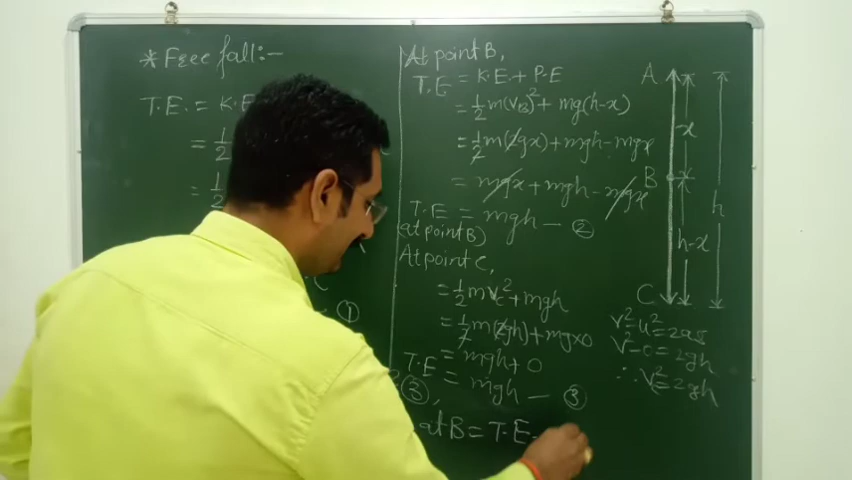 *Free fall:-
T.E. = K.E
= 1/2
= 1/2
①
At point B,
T.E = K.E + P.E
= 1/2 m(vB)² + mg(h-x)
= 1/2 m(2gx) + mgh - mgx
= mgx + mgh - mgx
T.E = mgh — ②
(at point B)
At point C,
= 1/2 mvc² + mgh
= 1/2 m(2gh) + mgx0
= mgh + 0
T.E = mgh — ③
③,
at B = T.E =
A
x
B
h
h-x
C
v²-u²=2as
v²-0=2gh
∴ v²=2gh